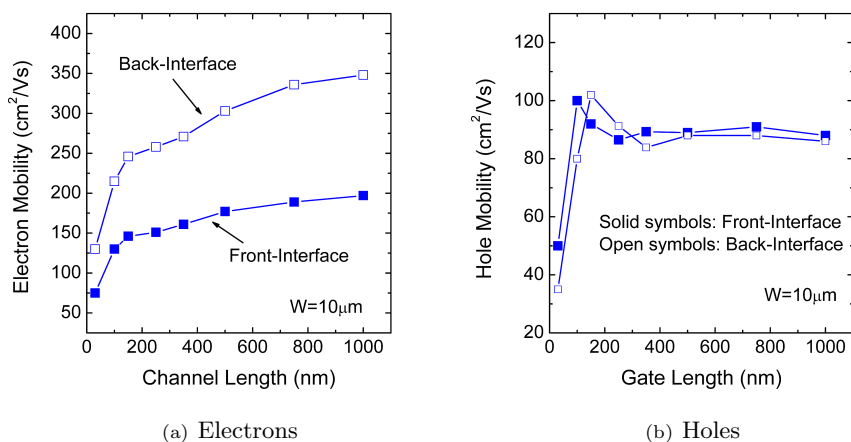 400
350
300
250
200
150
100
50
Electron Mobility (cm²/Vs)
Back-Interface
Front-Interface
W=10μm
0 200 400 600 800 1000
Channel Length (nm)
(a) Electrons
120
100
80
60
40
20
Hole Mobility (cm²/Vs)
Solid symbols: Front-Interface
Open symbols: Back-Interface
W=10μm
0 200 400 600 800 1000
Gate Length (nm)
(b) Holes